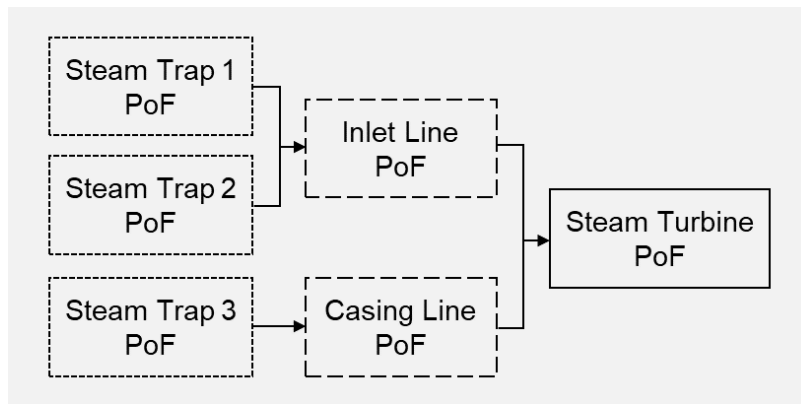 Steam Trap 1
PoF
Steam Trap 2
PoF
Steam Trap 3
PoF
Inlet Line
PoF
Casing Line
PoF
Steam Turbine
PoF